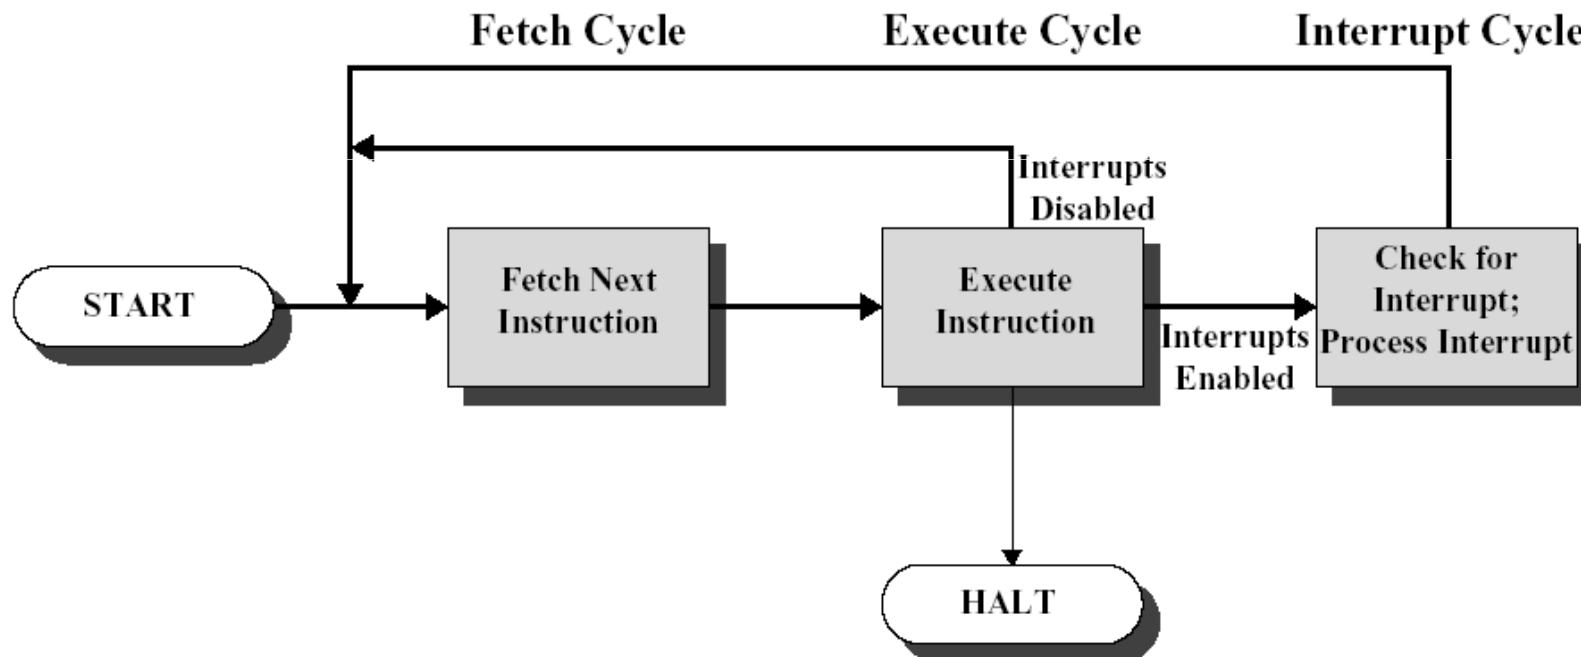 Fetch Cycle
Execute Cycle
Interrupt Cycle
Interrupts
Disabled
START
Fetch Next
Instruction
Execute
Instruction
Interrupts
Enabled
Check for
Interrupt;
Process Interrupt
HALT